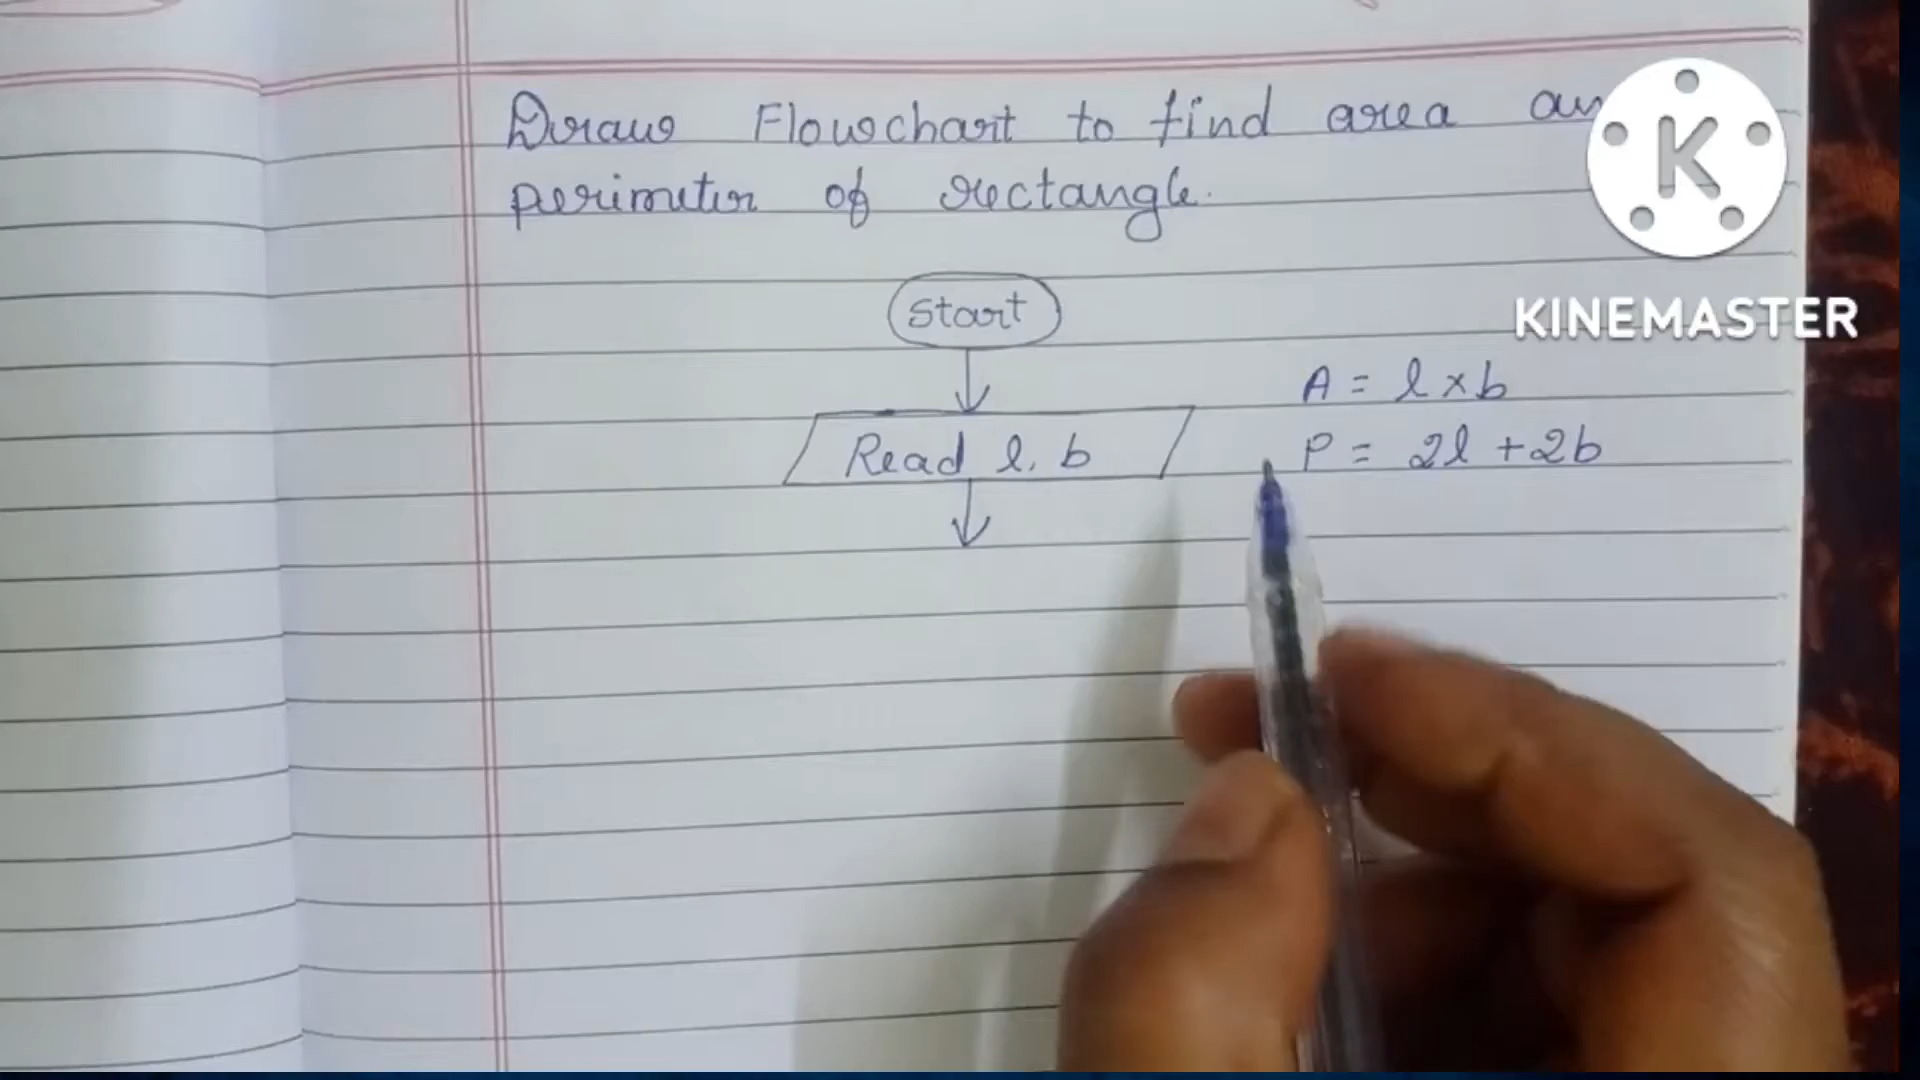 Draw Flowchart to find area
perimeter of rectangle.
Start
A = l × b
Read l, b
P = 2l + 2b
K
KINEMASTER